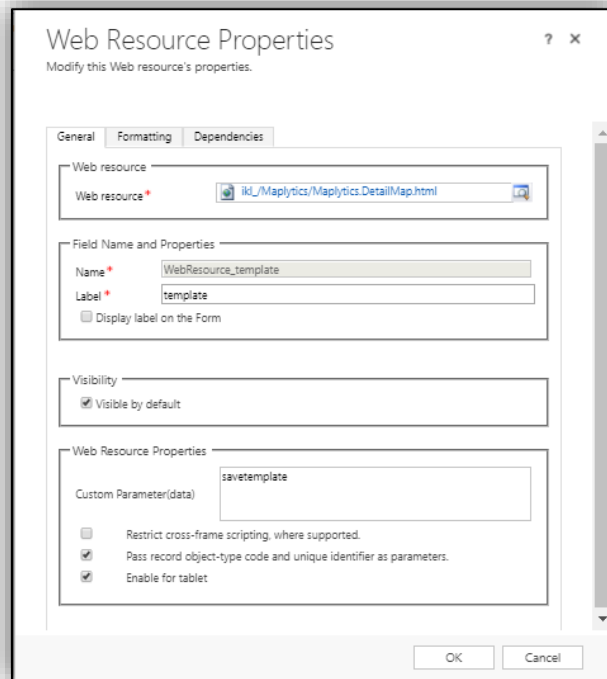 Web Resource Properties
? ×
Modify this Web resource's properties.
General Formatting Dependencies
Web resource
Web resource* ikl_/Maplytics/Maplytics.DetailMap.html
Field Name and Properties
Name* WebResource_template
Label* template
Display label on the Form
Visibility
Visible by default
Web Resource Properties
Custom Parameter(data) savetemplate
Restrict cross-frame scripting, where supported.
Pass record object-type code and unique identifier as parameters.
Enable for tablet
OK Cancel